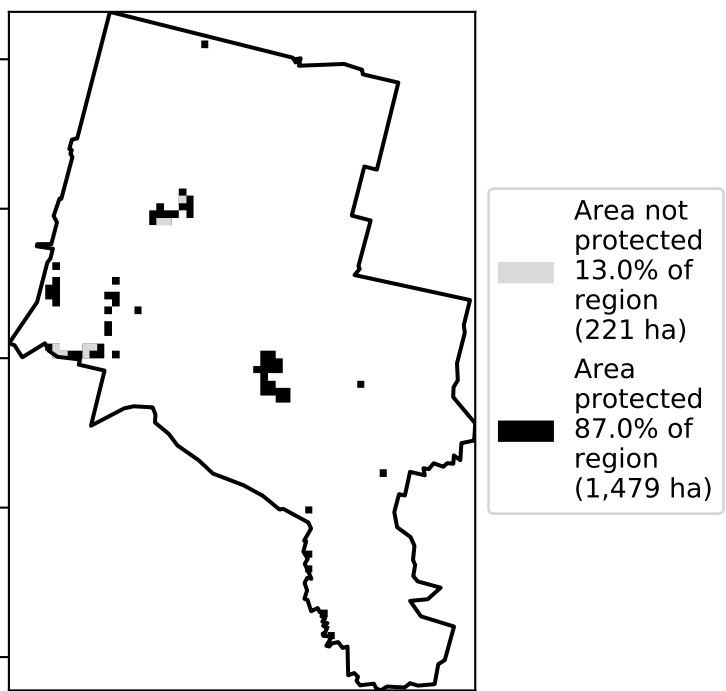 Area not
protected
13.0% of
region
(221 ha)
Area
protected
87.0% of
region
(1,479 ha)